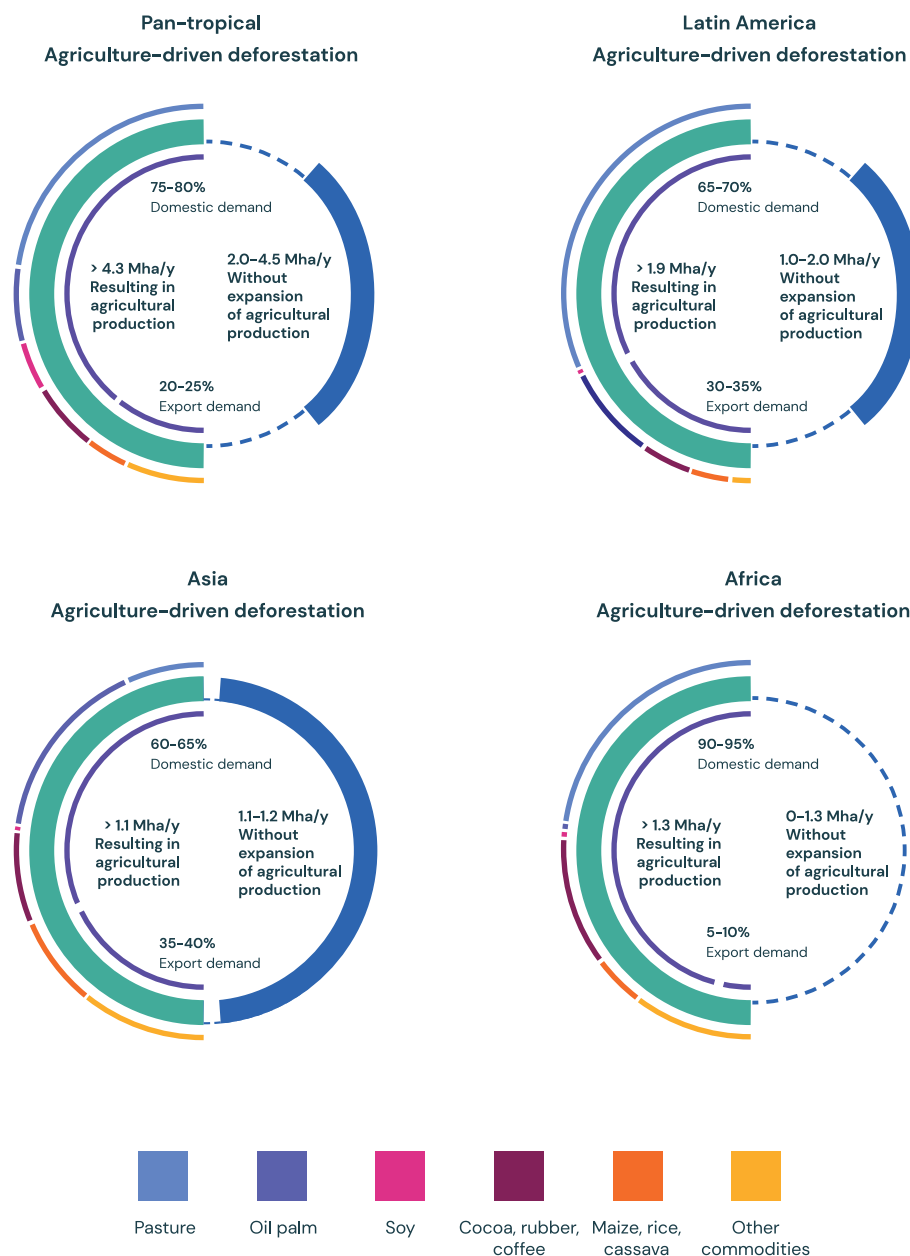 Pan-tropical
Agriculture-driven deforestation
75-80%
Domestic demand
> 4.3 Mha/y
Resulting in
agricultural
production
2.0-4.5 Mha/y
Without
expansion
of agricultural
production
20-25%
Export demand
Latin America
Agriculture-driven deforestation
65-70%
Domestic demand
> 1.9 Mha/y
Resulting in
agricultural
production
1.0-2.0 Mha/y
Without
expansion
of agricultural
production
30-35%
Export demand
Asia
Agriculture-driven deforestation
60-65%
Domestic demand
> 1.1 Mha/y
Resulting in
agricultural
production
1.1-1.2 Mha/y
Without
expansion
of agricultural
production
35-40%
Export demand
Africa
Agriculture-driven deforestation
90-95%
Domestic demand
> 1.3 Mha/y
Resulting in
agricultural
production
0-1.3 Mha/y
Without
expansion
of agricultural
production
5-10%
Export demand
Pasture
Oil palm
Soy
Cocoa, rubber,
coffee
Maize, rice,
cassava
Other
commodities